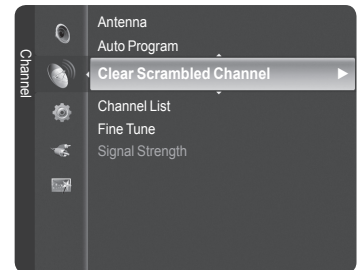 Channel
Antenna
Auto Program
Clear Scrambled Channel
Channel List
Fine Tune
Signal Strength